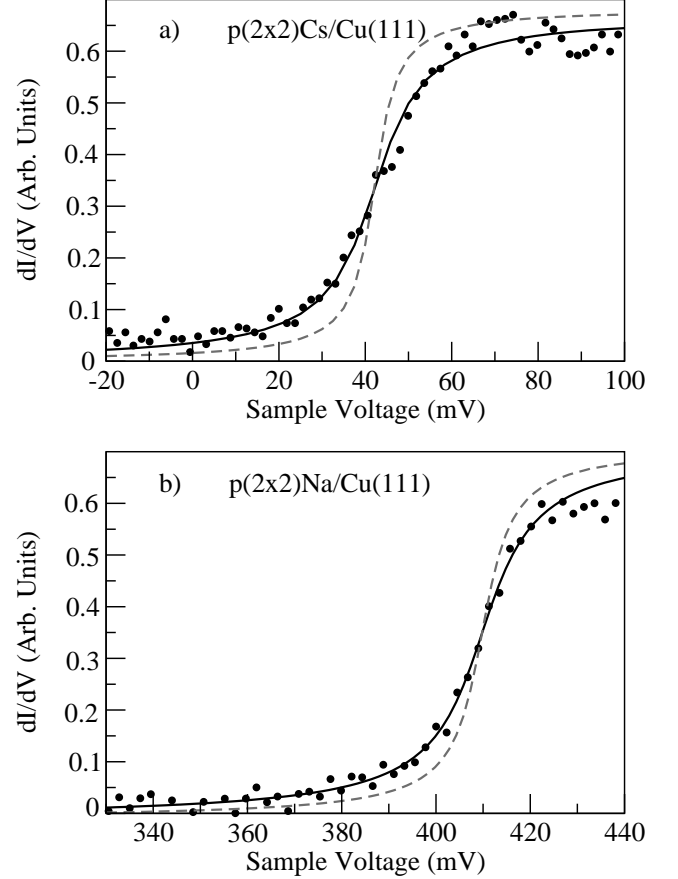 a) p(2x2)Cs/Cu(111)
0.6
0.5
0.4
0.3
0.2
0.1
0
dI/dV (Arb. Units)
-20 0 20 40 60 80 100
Sample Voltage (mV)
b) p(2x2)Na/Cu(111)
0.6
0.5
0.4
0.3
0.2
0.1
0
dI/dV (Arb. Units)
340 360 380 400 420 440
Sample Voltage (mV)